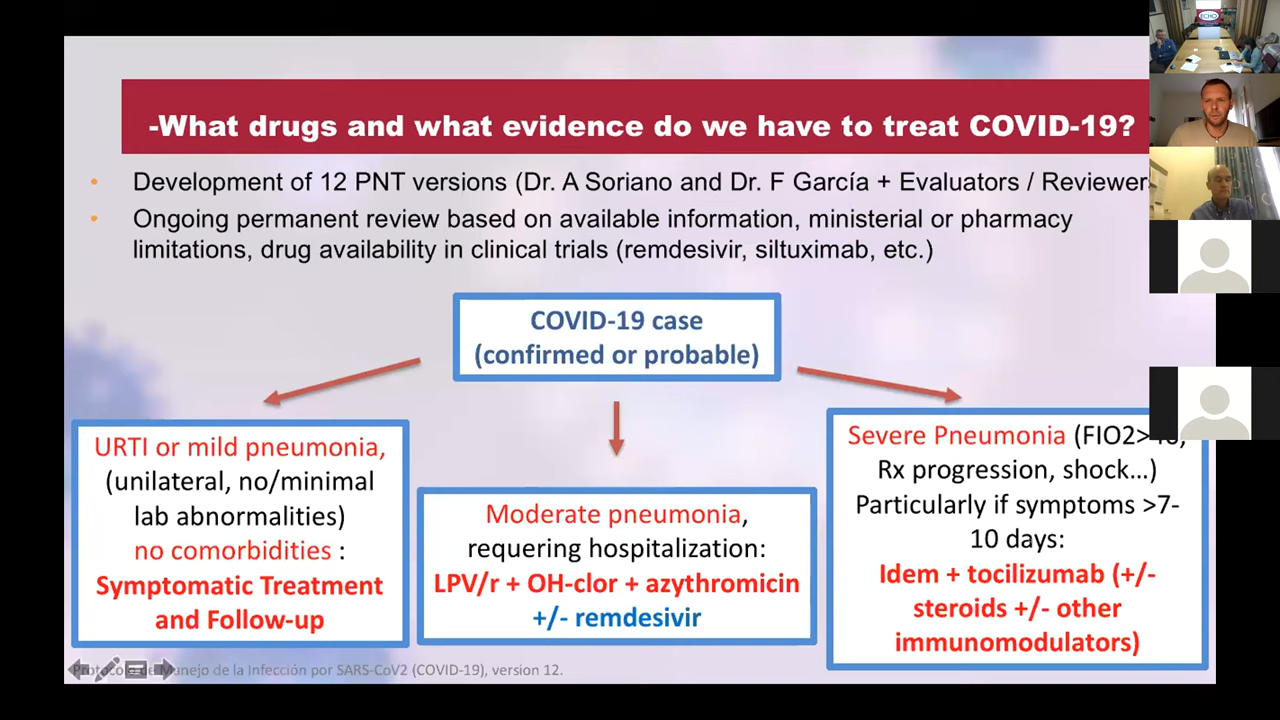 -What drugs and what evidence do we have to treat COVID-19?
• Development of 12 PNT versions (Dr. A Soriano and Dr. F García + Evaluators / Reviewer
• Ongoing permanent review based on available information, ministerial or pharmacy
limitations, drug availability in clinical trials (remdesivir, siltuximab, etc.)
COVID-19 case
(confirmed or probable)
URTI or mild pneumonia,
(unilateral, no/minimal
lab abnormalities)
no comorbidities :
Symptomatic Treatment
and Follow-up
Moderate pneumonia,
requering hospitalization:
LPV/r + OH-clor + azythromicin
+/- remdesivir
Severe Pneumonia (FIO2>
Rx progression, shock...)
Particularly if symptoms >7-
10 days:
Idem + tocilizumab (+/-
steroids +/- other
immunomodulators)
Protocolo de Manejo de la Infección por SARS-CoV2 (COVID-19), version 12.
ECHO